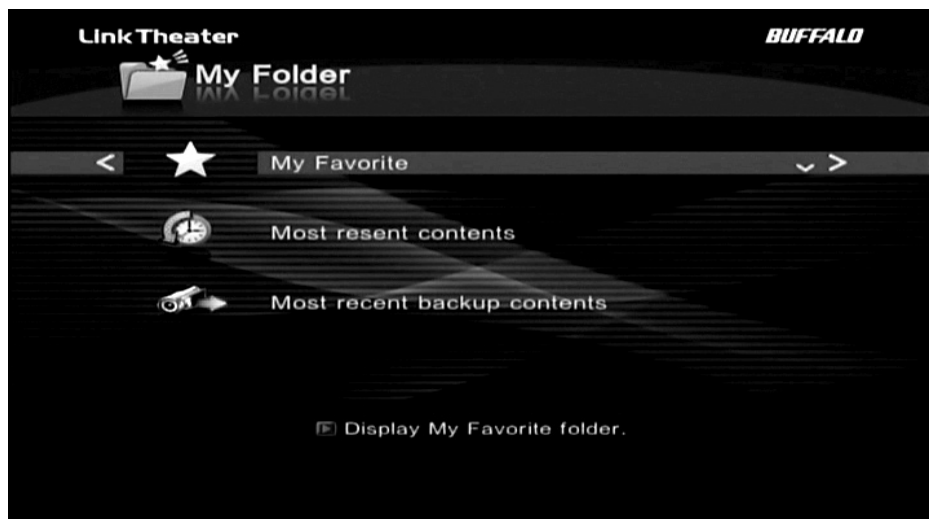 LinkTheater
BUFFALO
My Folder
My Favorite
Most resent contents
Most recent backup contents
Display My Favorite folder.